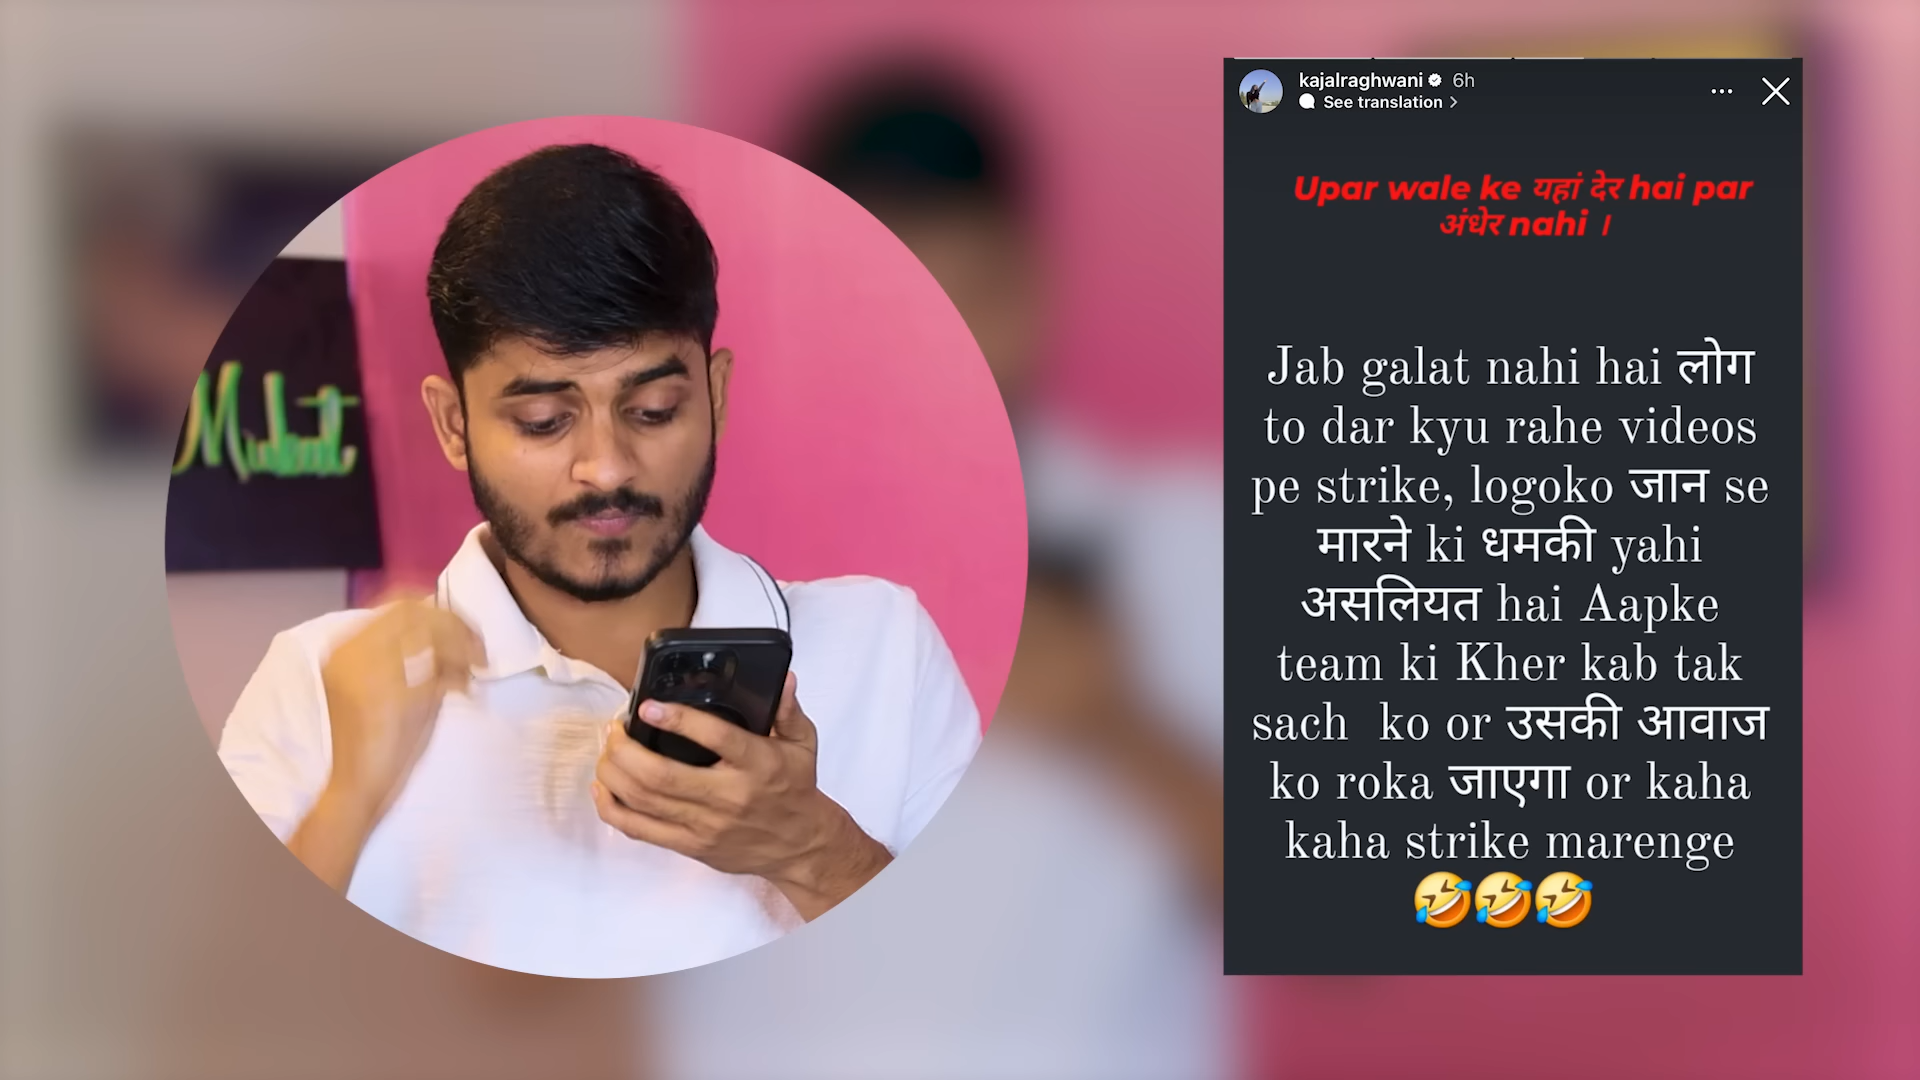 Mukul
kajalraghwani 6h
See translation
Upar wale ke यहां देर hai par
अंधेर nahi ।
Jab galat nahi hai लोग
to dar kyu rahe videos
pe strike, logoko जान se
मारने ki धमकी yahi
असलियत hai Aapke
team ki Kher kab tak
sach ko or उसकी आवाज
ko roka जाएगा or kaha
kaha strike marenge
🤣🤣🤣